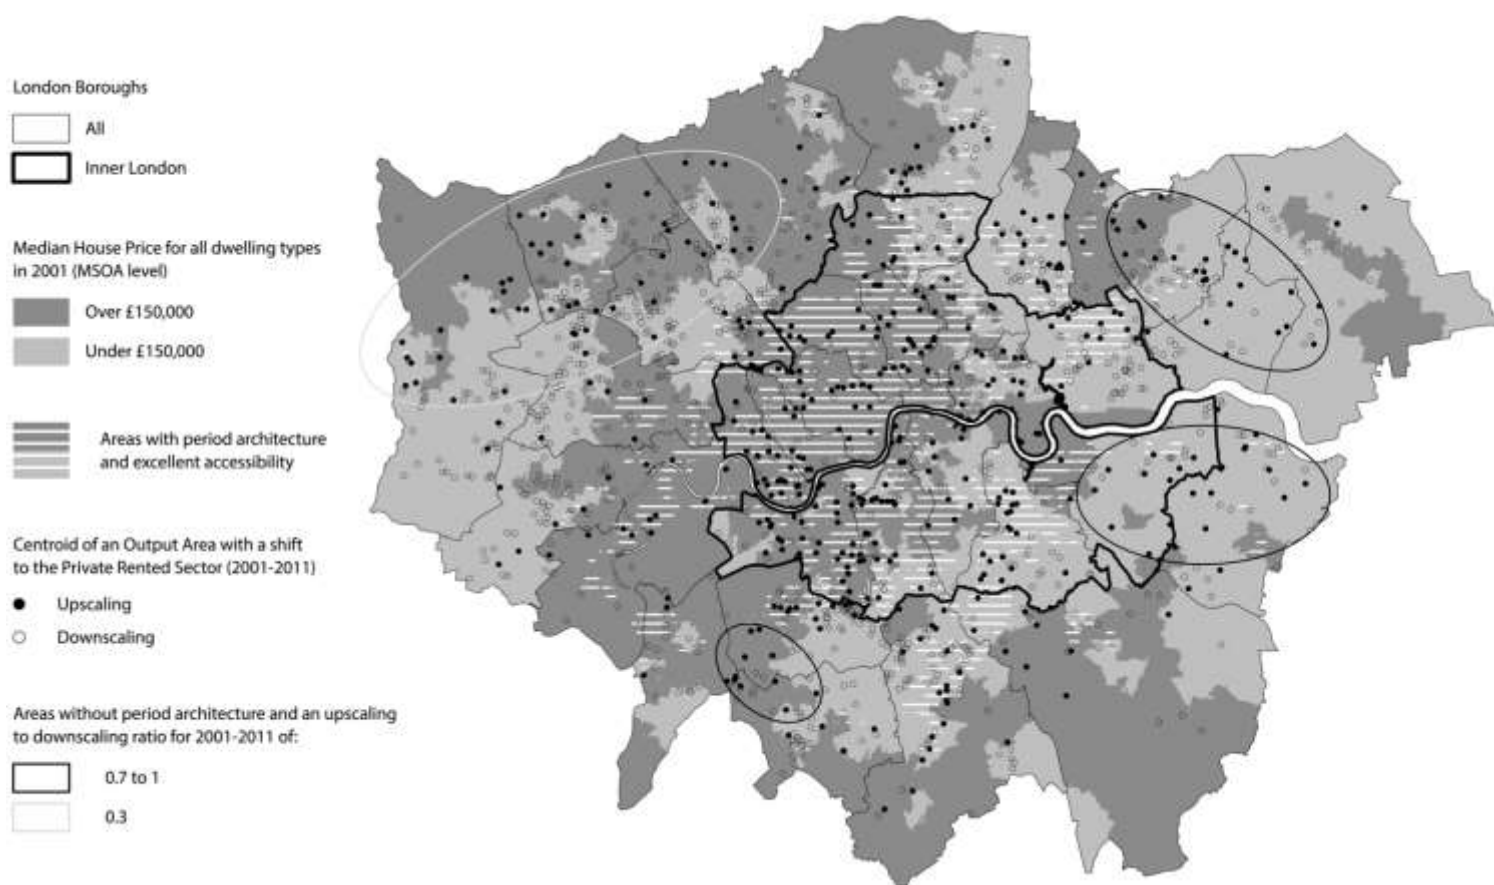 London Boroughs
All
Inner London
Median House Price for all dwelling types
in 2001 (MSOA level)
Over £150,000
Under £150,000
Areas with period architecture
and excellent accessibility
Centroid of an Output Area with a shift
to the Private Rented Sector (2001-2011)
Upscaling
Downscaling
Areas without period architecture and an upscaling
to downscaling ratio for 2001-2011 of:
0.7 to 1
0.3